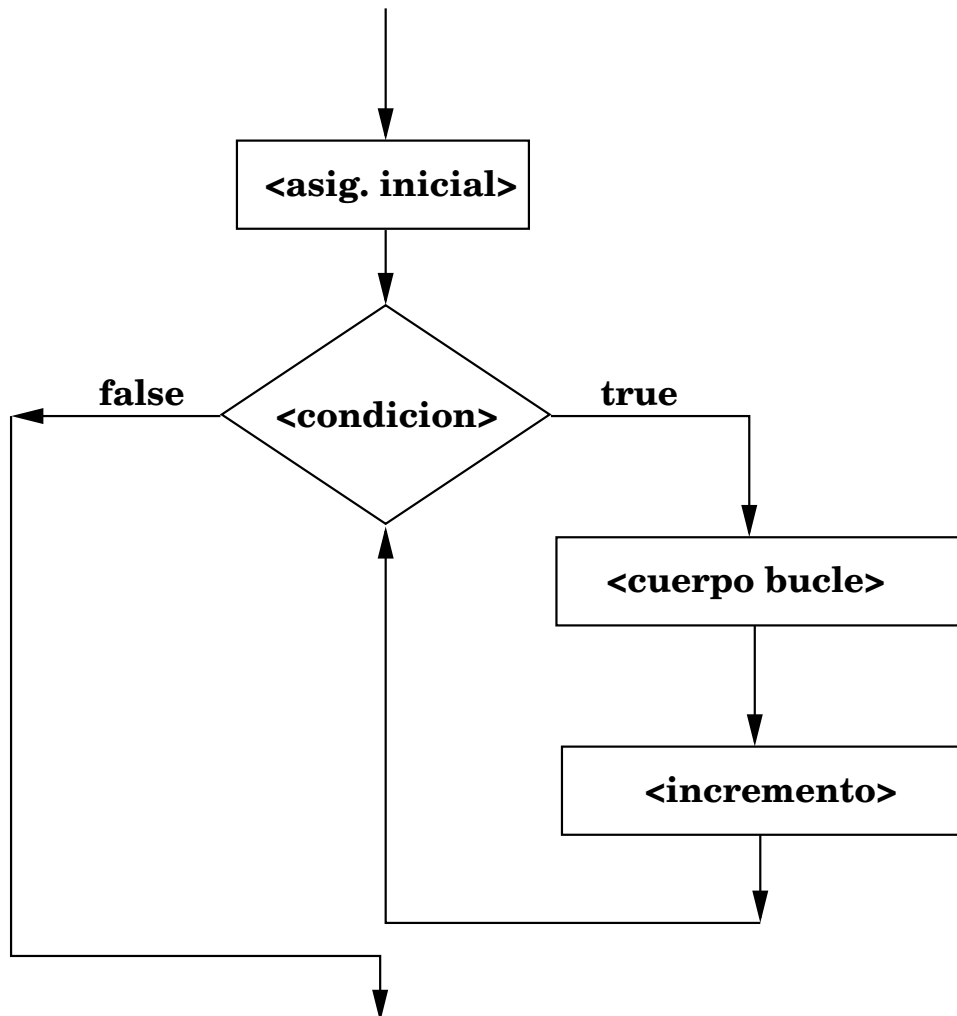 <asig. inicial>
false
true
<condicion>
<cuerpo bucle>
<incremento>